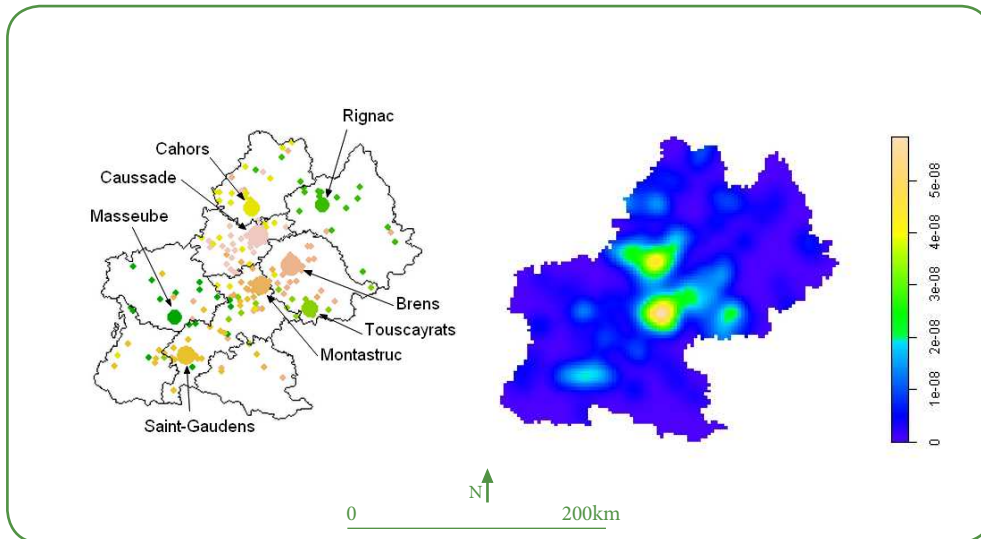 Rignac
Cahors
Caussade
Masseube
Brens
Touscayrats
Montastruc
Saint-Gaudens
5e-08
4e-08
3e-08
2e-08
1e-08
0
N
0 200km